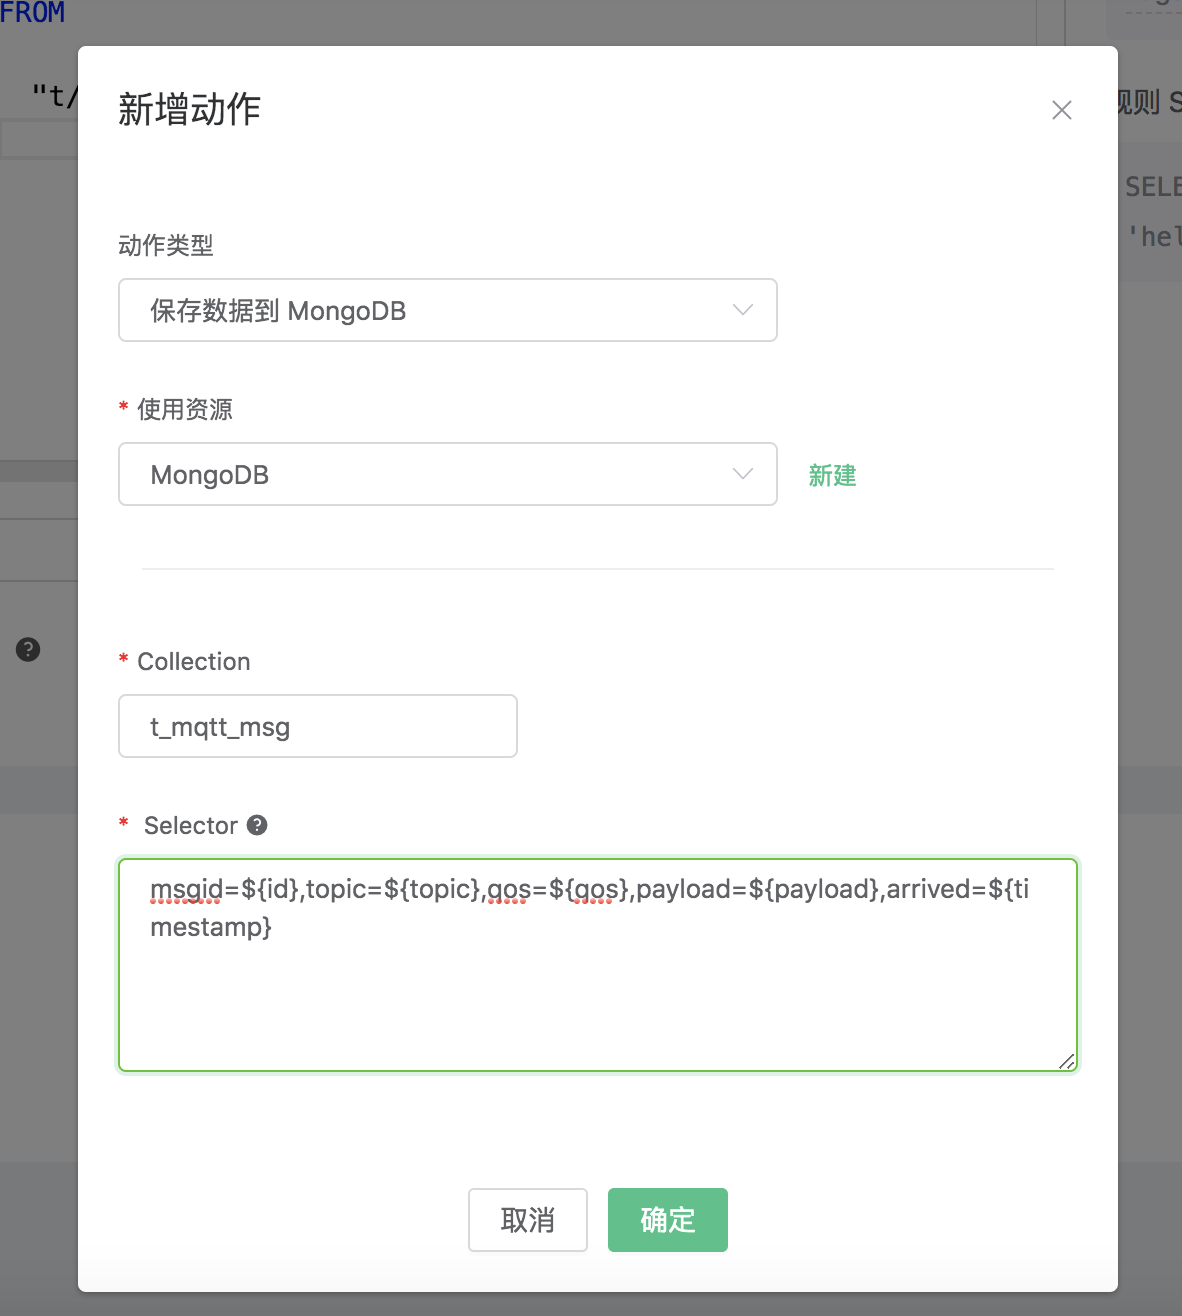 FROM
"t/
规则 S
SELE
'hel
新增动作
动作类型
保存数据到 MongoDB
* 使用资源
MongoDB
新建
* Collection
t_mqtt_msg
* Selector
msgid=${id},topic=${topic},qos=${qos},payload=${payload},arrived=${ti
mestamp}
取消
确定